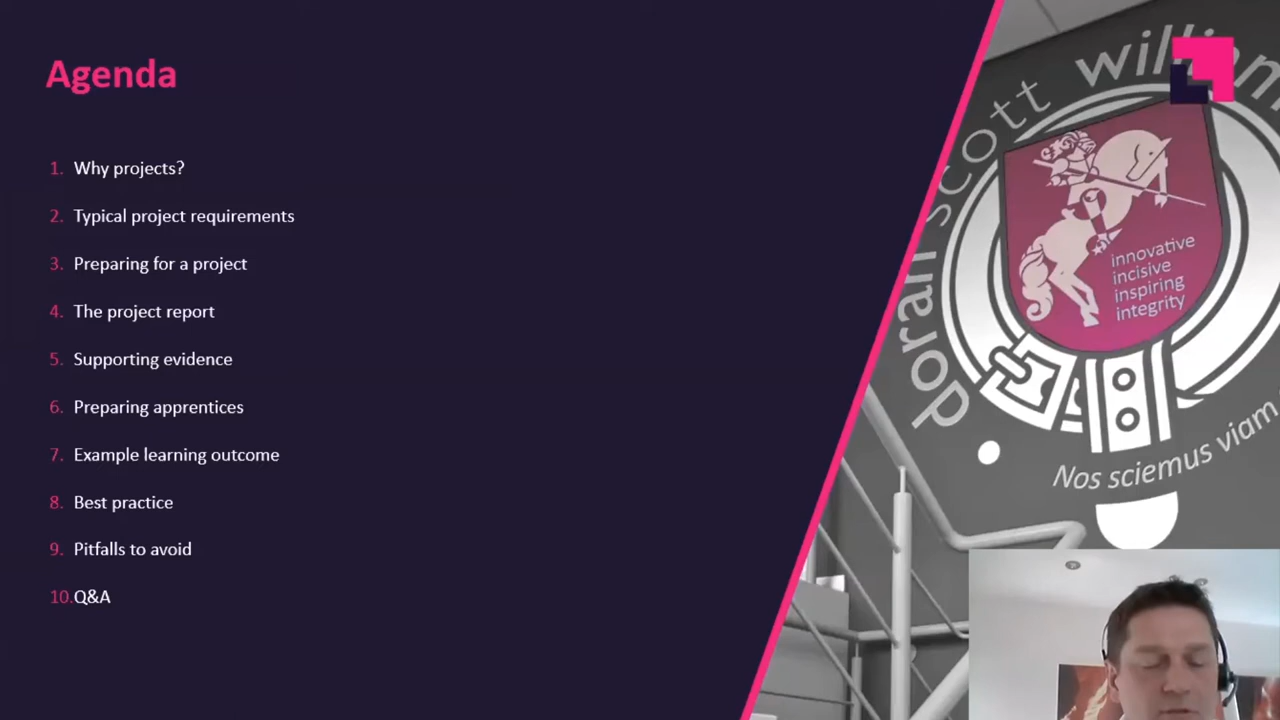 Agenda
1. Why projects?
2. Typical project requirements
3. Preparing for a project
4. The project report
5. Supporting evidence
6. Preparing apprentices
7. Example learning outcome
8. Best practice
9. Pitfalls to avoid
10. Q&A
doran scott
innovative
incisive
inspiring
integrity
Nos sciemus viam